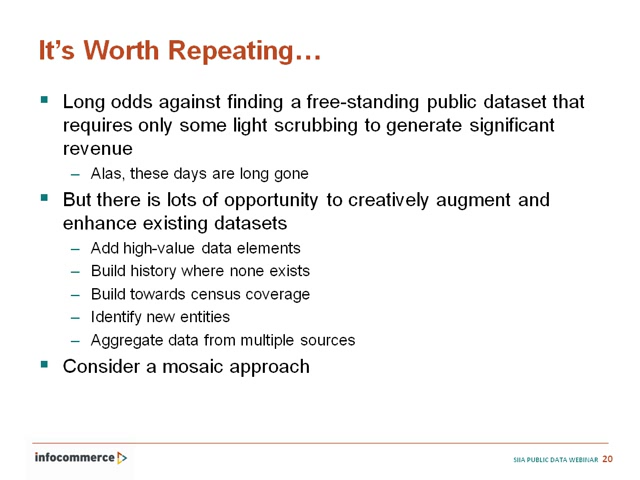 It's Worth Repeating…
▪ Long odds against finding a free-standing public dataset that
requires only some light scrubbing to generate significant
revenue
– Alas, these days are long gone
▪ But there is lots of opportunity to creatively augment and
enhance existing datasets
– Add high-value data elements
– Build history where none exists
– Build towards census coverage
– Identify new entities
– Aggregate data from multiple sources
▪ Consider a mosaic approach
infocommerce
SIIA PUBLIC DATA WEBINAR 20